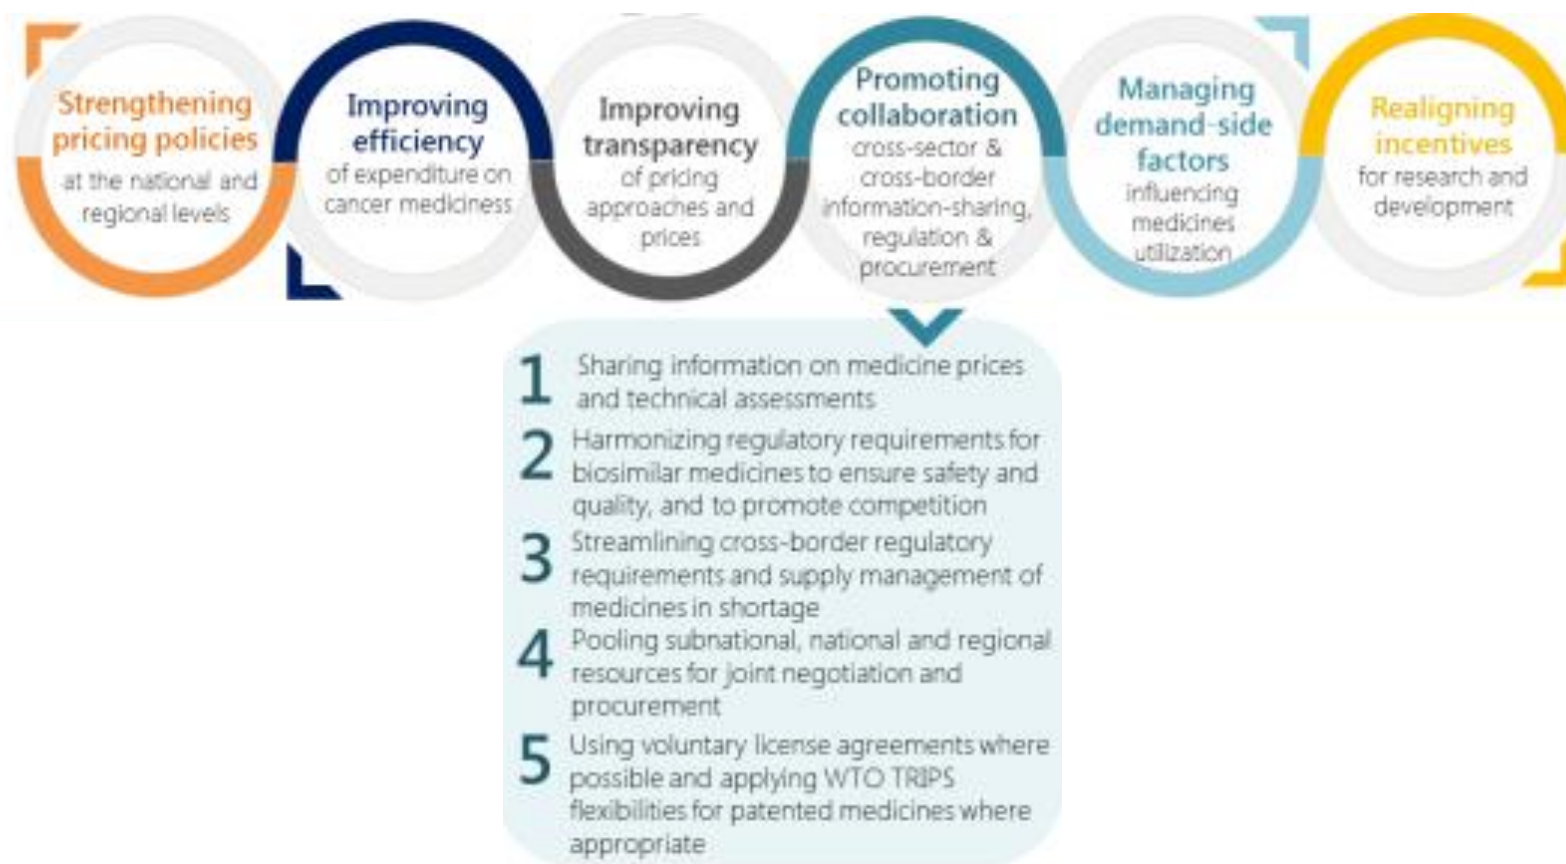 Strengthening
pricing policies
at the national and
regional levels
Improving
efficiency
of expenditure on
cancer mediciness
Improving
transparency
of pricing
approaches and
prices
Promoting
collaboration
cross-sector &
cross-border
information-sharing,
regulation &
procurement
Managing
demand-side
factors
influencing
medicines
utilization
Realigning
incentives
for research and
development
1 Sharing information on medicine prices
and technical assessments
2 Harmonizing regulatory requirements for
biosimilar medicines to ensure safety and
quality, and to promote competition
3 Streamlining cross-border regulatory
requirements and supply management of
medicines in shortage
4 Pooling subnational, national and regional
resources for joint negotiation and
procurement
5 Using voluntary license agreements where
possible and applying WTO TRIPS
flexibilities for patented medicines where
appropriate